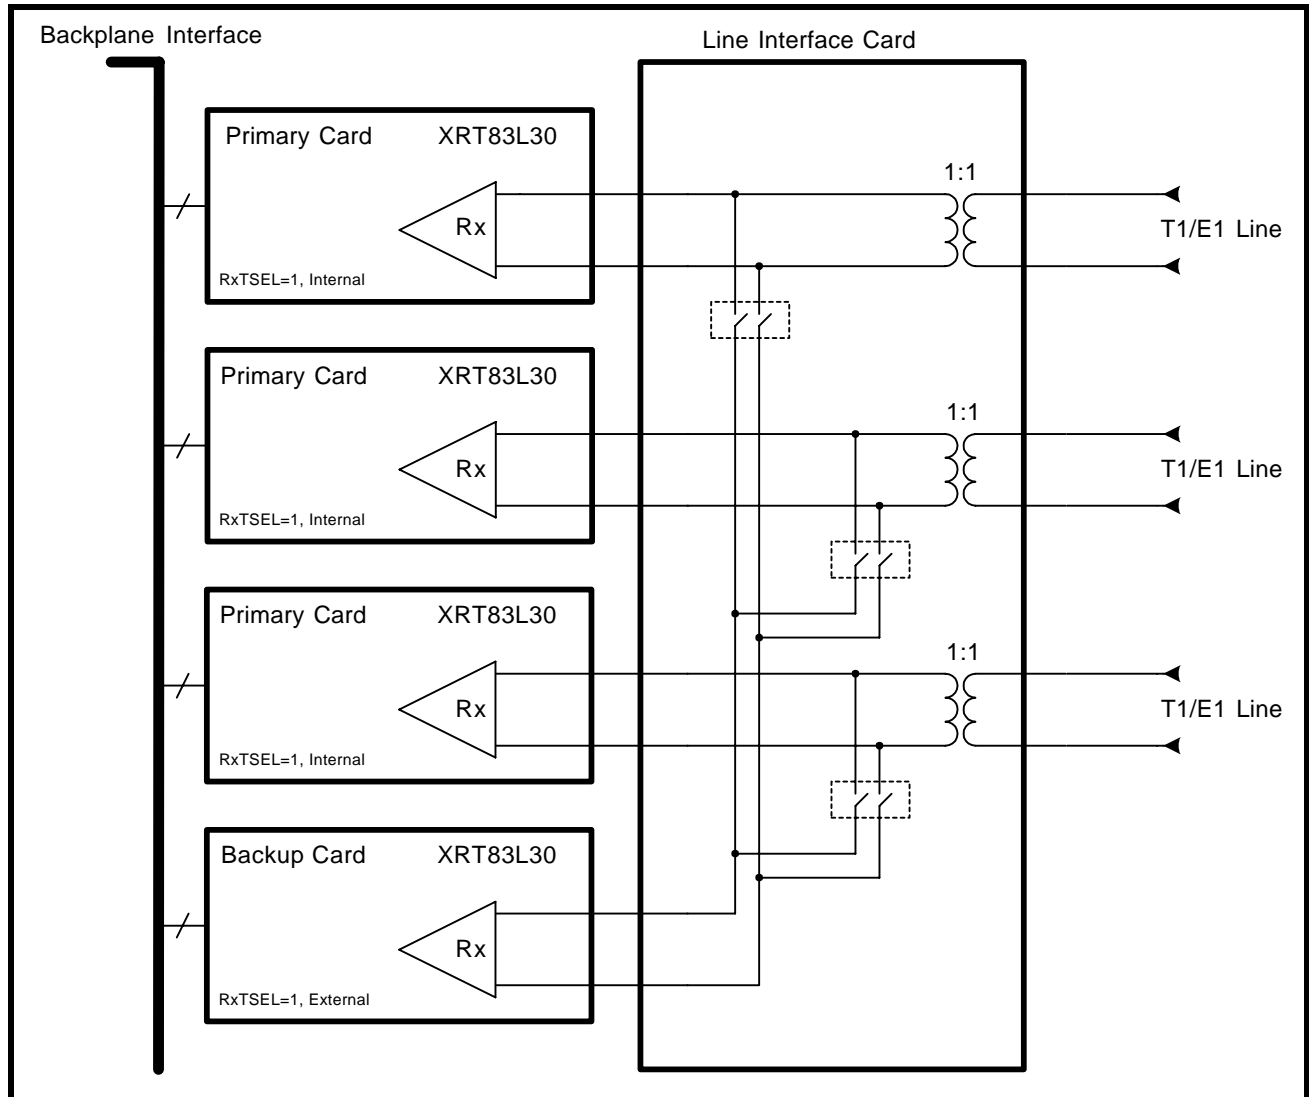 Backplane Interface
Line Interface Card
Primary Card XRT83L30
1:1
Rx
T1/E1 Line
RxTSEL=1, Internal
Primary Card XRT83L30
1:1
Rx
T1/E1 Line
RxTSEL=1, Internal
Primary Card XRT83L30
1:1
Rx
T1/E1 Line
RxTSEL=1, Internal
Backup Card XRT83L30
Rx
RxTSEL=1, External